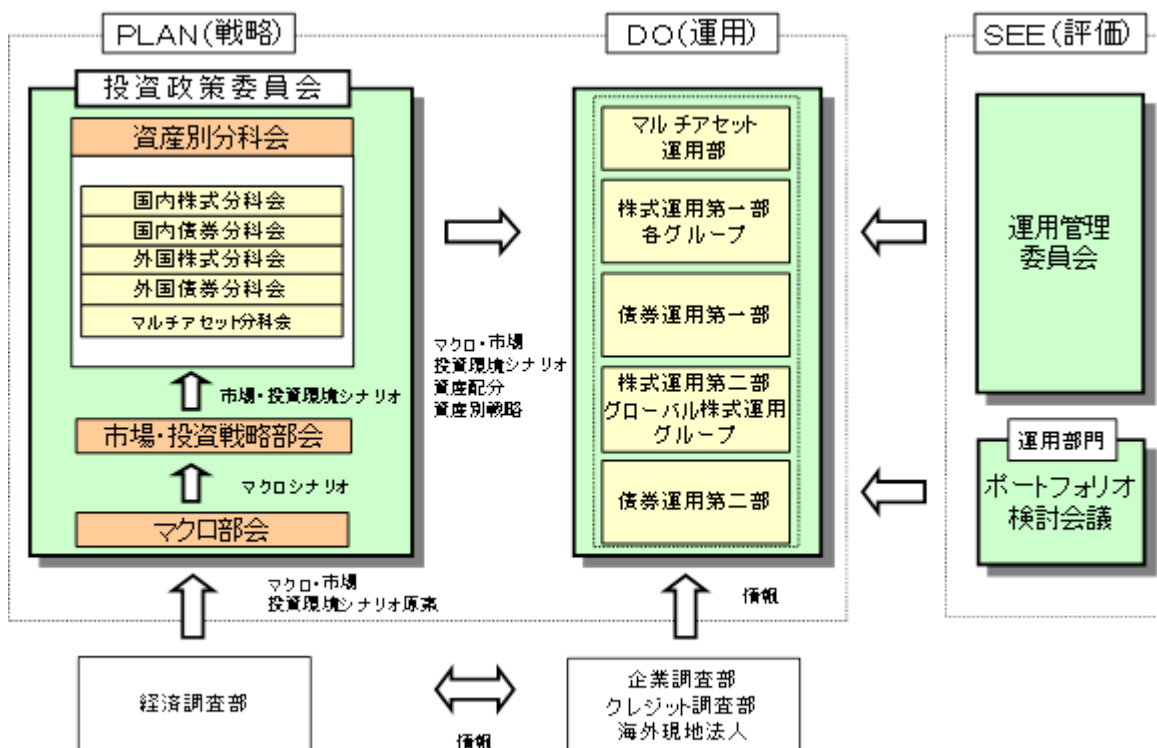 PLAN(戦略)
投資政策委員会
資産別分科会
国内株式分科会
国内債券分科会
外国株式分科会
外国債券分科会
マルチアセット分科会
市場・投資環境シナリオ
市場・投資戦略部会
マクロシナリオ
マクロ部会
マクロ・市場
投資環境シナリオ原案
経済調査部
マクロ・市場
投資環境シナリオ
資産配分
資産別戦略
DO(運用)
マルチアセット
運用部
株式運用第一部
各グループ
債券運用第一部
株式運用第二部
グローバル株式運用
グループ
債券運用第二部
情報
企業調査部
クレジット調査部
海外現地法人
情報
SEE(評価)
運用管理
委員会
運用部門
ポートフォリオ
検討会議